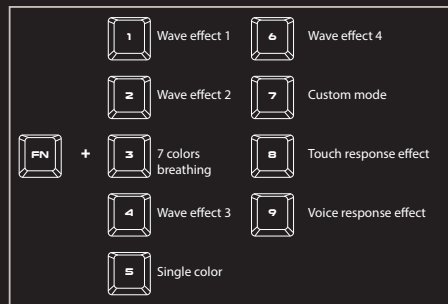 1 Wave effect 1
6 Wave effect 4
2 Wave effect 2
7 Custom mode
FN + 3 7 colors
breathing
8 Touch response effect
4 Wave effect 3
9 Voice response effect
5 Single color